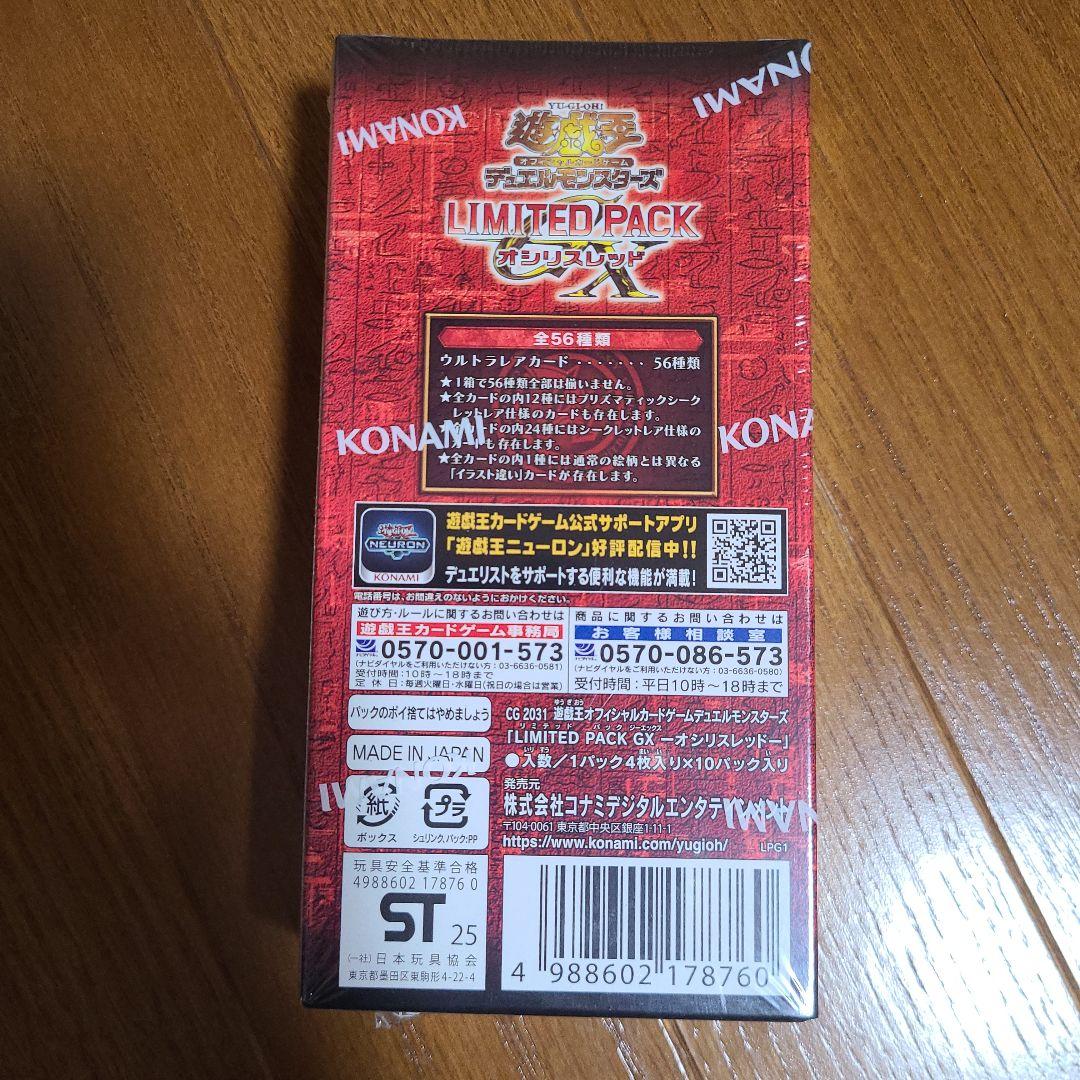 KONAMI
KONAMI
YU-GI-OH!
遊戯王
オフィシャルカードゲーム
デュエルモンスターズ
LIMITED PACK
GX
オシリスレッド
全56種類
ウルトラレアカード ・・・・・・・ 56種類
★1箱で56種類全部は揃いません。
★全カードの内12種にはプリズマティックシーク
レットレア仕様のカードも存在します。
カードの内24種にはシークレットレア仕様の
カードも存在します。
★全カードの内1種には通常の絵柄とは異なる
「イラスト違い」カードが存在します。
KONAMI
KONAMI
YU-GI-OH!
NEURON
KONAMI
遊戯王カードゲーム公式サポートアプリ
「遊戯王ニューロン」好評配信中!!
デュエリストをサポートする便利な機能が満載!
電話番号は、お間違えのないようにおかけください。
遊び方・ルールに関するお問い合わせは
遊戯王カードゲーム事務局
0570-001-573
(ナビダイヤルをご利用いただけない方:03-6636-0581)
受付時間:10時〜18時まで
定休日:毎週火曜日・水曜日(祝日の場合は営業)
商品に関するお問い合わせは
お客様相談室
0570-086-573
(ナビダイヤルをご利用いただけない方:03-6636-0580)
受付時間:平日10時〜18時まで
パックのポイ捨てはやめましょう
MADE IN JAPAN
紙
ボックス
プラ
シュリンク、パック:PP
CG 2031 遊戯王オフィシャルカードゲームデュエルモンスターズ
「LIMITED PACK GX ーオシリスレッドー」
●入数/1パック4枚入り×10パック入り
発売元
株式会社コナミデジタルエンタテ
〒104-0061 東京都中央区銀座1-11-1
https://www.konami.com/yugioh/
LPG1
KONAMI
KONAMI
玩具安全基準合格
4988602 17876 0
ST 25
(一社)日本玩具協会
東京都墨田区東駒形4-22-4
4 988602 178760